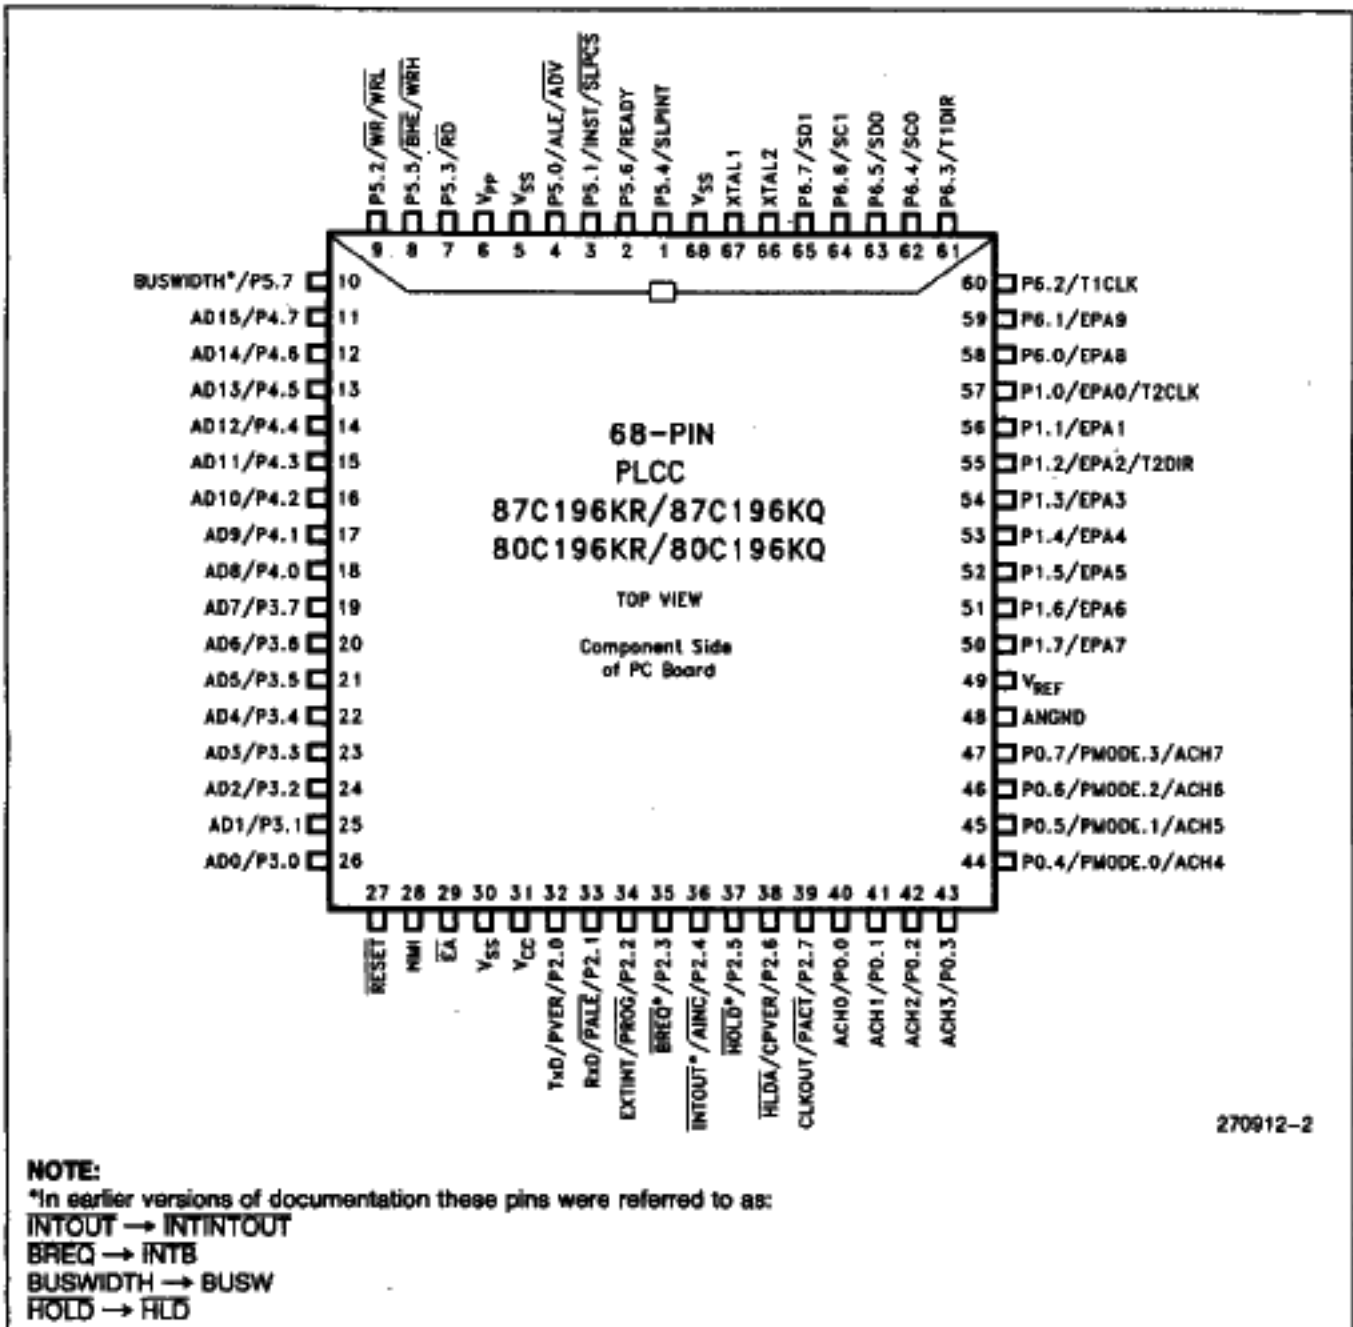 P5.2/WR/WRL
P5.5/BHE/WRH
P5.3/RD
VPP
VSS
P5.0/ALE/ADV
P5.1/INST/SLPCS
P5.6/READY
P5.4/SLPINT
VSS
XTAL1
XTAL2
P6.7/SD1
P6.6/SC1
P6.5/SD0
P6.4/SC0
P6.3/T1DIR
9 8 7 6 5 4 3 2 1 68 67 66 65 64 63 62 61
BUSWIDTH*/P5.7 10
AD15/P4.7 11
AD14/P4.6 12
AD13/P4.5 13
AD12/P4.4 14
AD11/P4.3 15
AD10/P4.2 16
AD9/P4.1 17
AD8/P4.0 18
AD7/P3.7 19
AD6/P3.6 20
AD5/P3.5 21
AD4/P3.4 22
AD3/P3.3 23
AD2/P3.2 24
AD1/P3.1 25
AD0/P3.0 26
68-PIN
PLCC
87C196KR/87C196KQ
80C196KR/80C196KQ
TOP VIEW
Component Side
of PC Board
60 P6.2/T1CLK
59 P6.1/EPA9
58 P6.0/EPA8
57 P1.0/EPA0/T2CLK
56 P1.1/EPA1
55 P1.2/EPA2/T2DIR
54 P1.3/EPA3
53 P1.4/EPA4
52 P1.5/EPA5
51 P1.6/EPA6
50 P1.7/EPA7
49 VREF
48 ANGND
47 P0.7/PMODE.3/ACH7
46 P0.6/PMODE.2/ACH6
45 P0.5/PMODE.1/ACH5
44 P0.4/PMODE.0/ACH4
27 28 29 30 31 32 33 34 35 36 37 38 39 40 41 42 43
RESET
NMI
EA
VSS
VCC
TxD/PVER/P2.0
RxD/PALE/P2.1
EXTINT/PROG/P2.2
BREQ*/P2.3
INTOUT*/AINC/P2.4
HOLD*/P2.5
HLDA/CPVER/P2.6
CLKOUT/PACT/P2.7
ACH0/P0.0
ACH1/P0.1
ACH2/P0.2
ACH3/P0.3
270912-2
NOTE:
*In earlier versions of documentation these pins were referred to as:
INTOUT → INTINTOUT
BREQ → INTB
BUSWIDTH → BUSW
HOLD → HLD